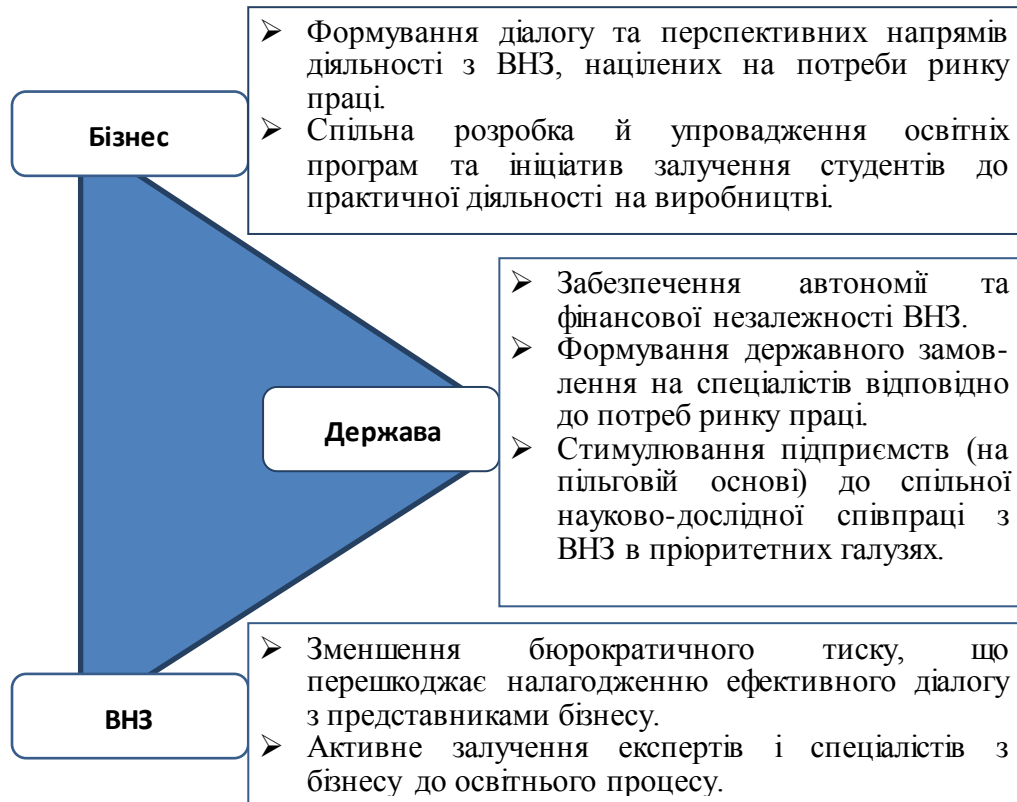 Бізнес
➢ Формування діалогу та перспективних напрямів
діяльності з ВНЗ, націлених на потреби ринку
праці.
➢ Спільна розробка й упровадження освітніх
програм та ініціатив залучення студентів до
практичної діяльності на виробництві.
Держава
➢ Забезпечення автономії та
фінансової незалежності ВНЗ.
➢ Формування державного замов-
лення на спеціалістів відповідно
до потреб ринку праці.
➢ Стимулювання підприємств (на
пільговій основі) до спільної
науково-дослідної співпраці з
ВНЗ в пріоритетних галузях.
ВНЗ
➢ Зменшення бюрократичного тиску, що
перешкоджає налагодженню ефективного діалогу
з представниками бізнесу.
➢ Активне залучення експертів і спеціалістів з
бізнесу до освітнього процесу.